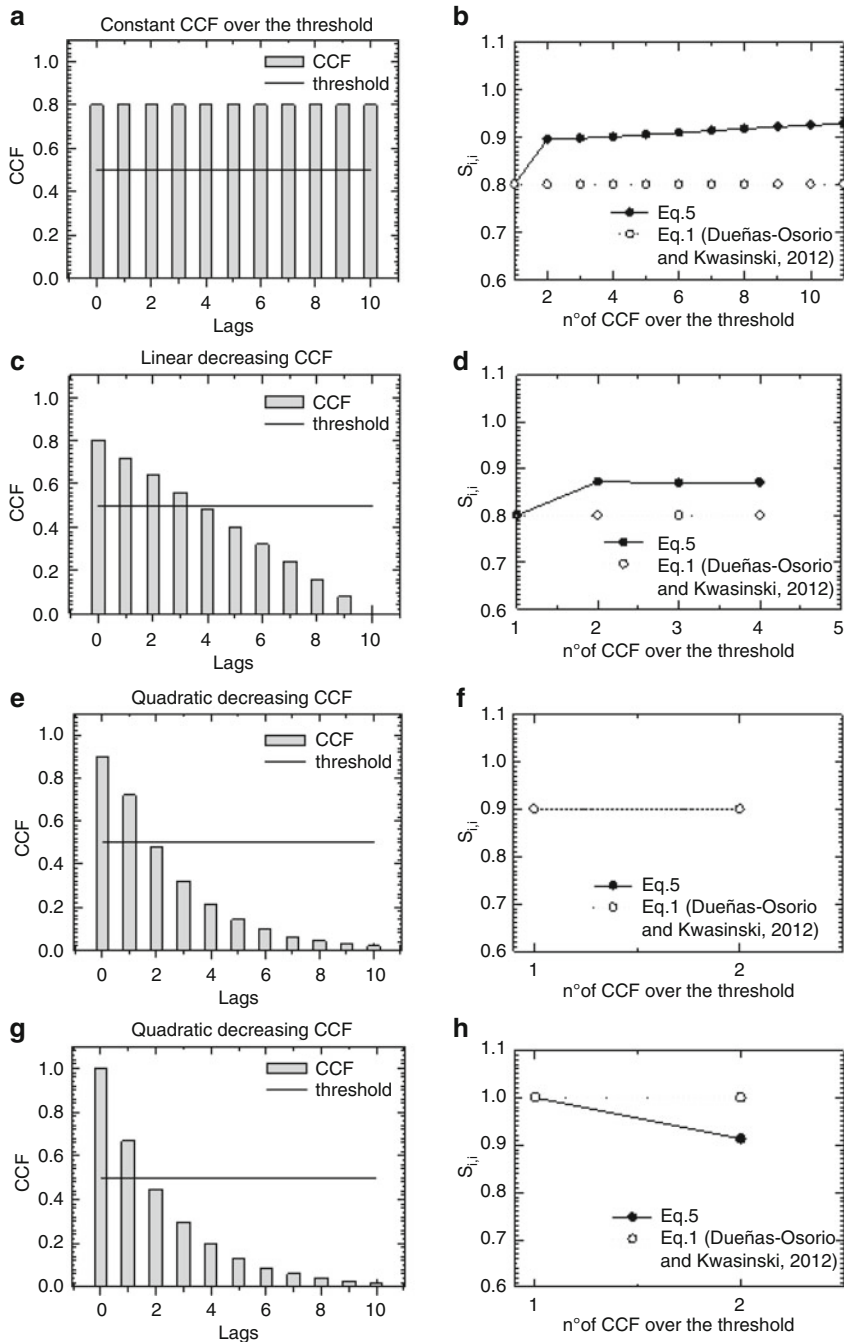 a
Constant CCF over the threshold
CCF
threshold
1.0
0.8
0.6
0.4
0.2
0.0
CCF
0 2 4 6 8 10
Lags
b
1.1
1.0
0.9
0.8
0.7
0.6
S_{i,i}
Eq.5
Eq.1 (Dueñas-Osorio
and Kwasinski, 2012)
2 4 6 8 10
n°of CCF over the threshold
c
Linear decreasing CCF
CCF
threshold
1.0
0.8
0.6
0.4
0.2
0.0
CCF
0 2 4 6 8 10
Lags
d
1.1
1.0
0.9
0.8
0.7
0.6
S_{i,i}
Eq.5
Eq.1 (Dueñas-Osorio
and Kwasinski, 2012)
1 2 3 4 5
n°of CCF over the threshold
e
Quadratic decreasing CCF
CCF
threshold
1.0
0.8
0.6
0.4
0.2
0.0
CCF
0 2 4 6 8 10
Lags
f
1.1
1.0
0.9
0.8
0.7
0.6
S_{i,i}
Eq.5
Eq.1 (Dueñas-Osorio
and Kwasinski, 2012)
1 2
n°of CCF over the threshold
g
Quadratic decreasing CCF
CCF
threshold
1.0
0.8
0.6
0.4
0.2
0.0
CCF
0 2 4 6 8 10
Lags
h
1.1
1.0
0.9
0.8
0.7
0.6
S_{i,i}
Eq.5
Eq.1 (Dueñas-Osorio
and Kwasinski, 2012)
1 2
n°of CCF over the threshold